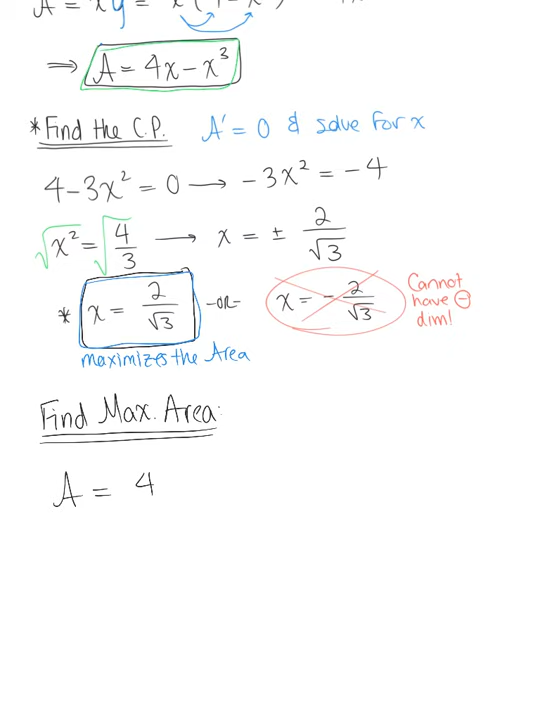 A = xy =
⟹ A = 4x - x³
*Find the C.P. A' = 0 & solve for x
4 - 3x² = 0 → -3x² = -4
√x² = √4/3 → x = ± 2/√3
* x = 2/√3 -OR- x = - 2/√3 Cannot have ⊖ dim!
maximizes the Area
Find Max. Area:
A = 4